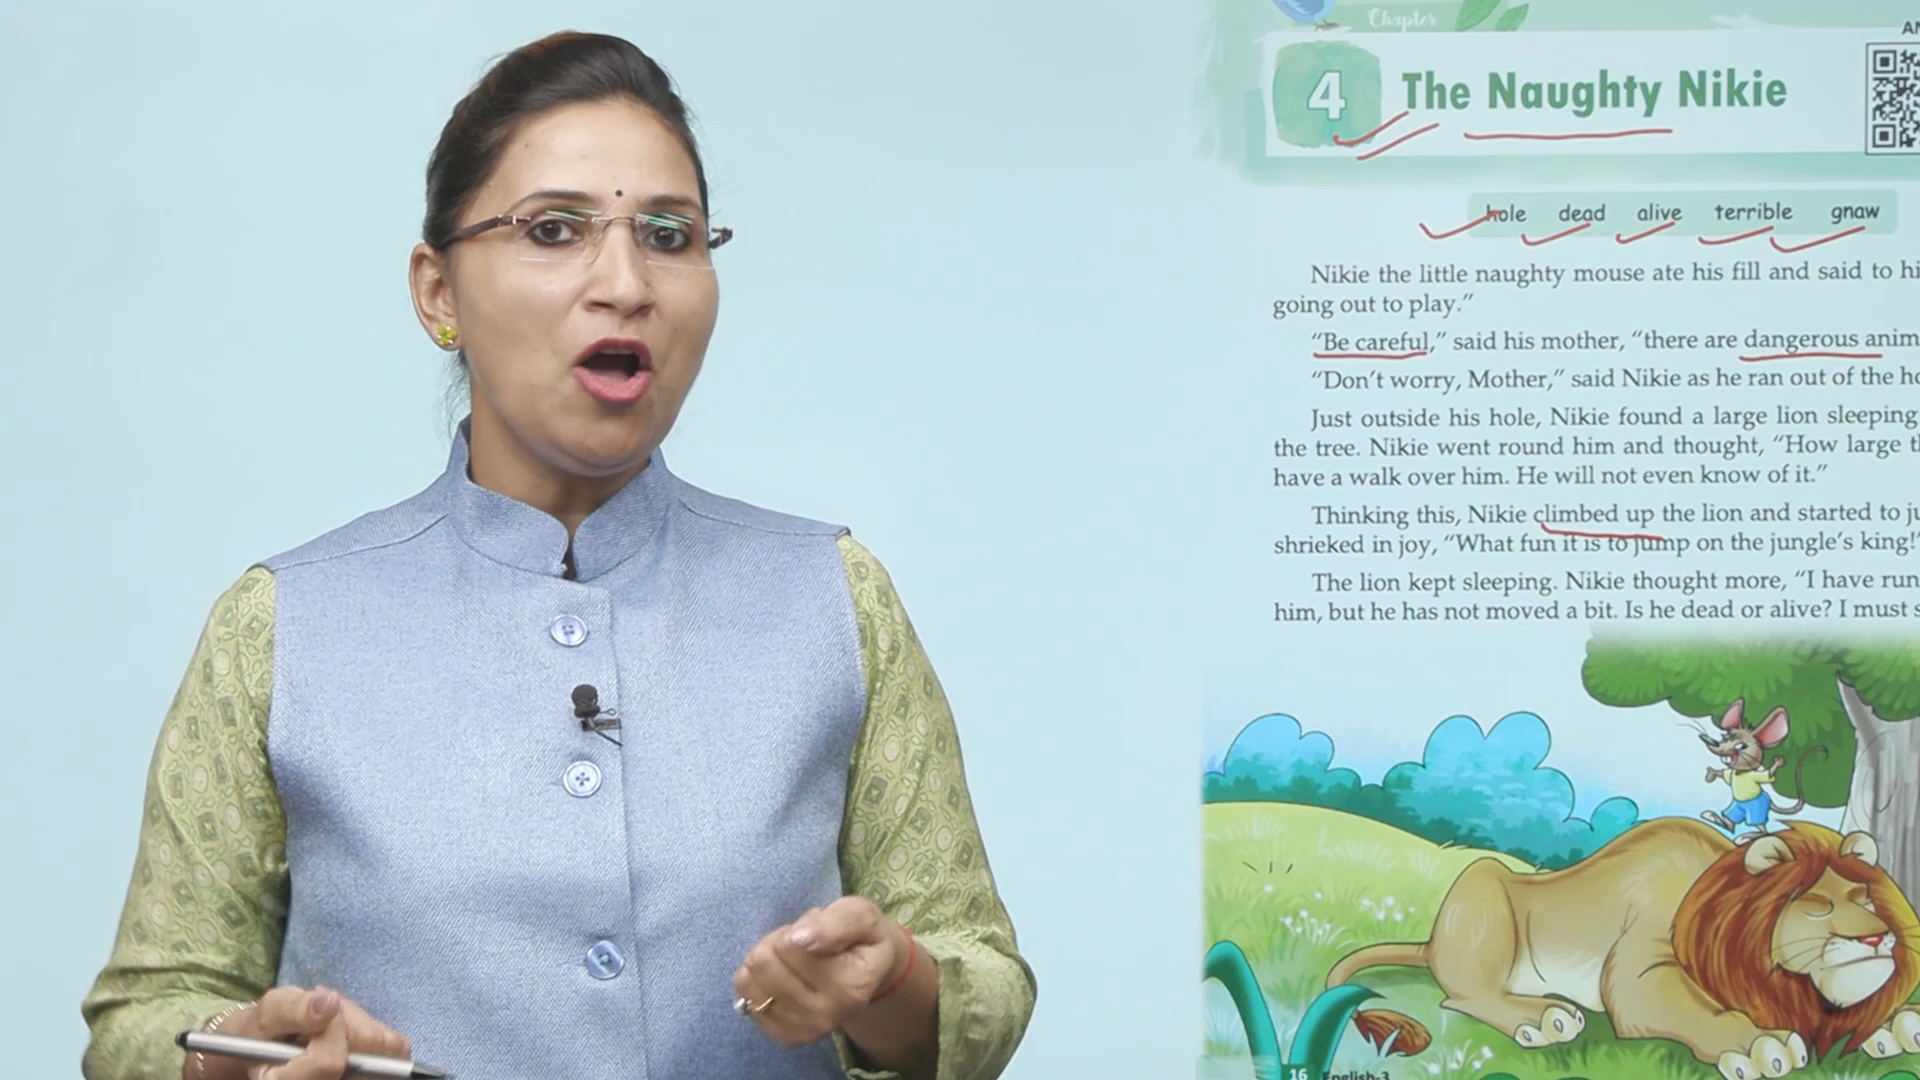 Chapter
AN
4 The Naughty Nikie
hole dead alive terrible gnaw
Nikie the little naughty mouse ate his fill and said to hi
going out to play.”
“Be careful,” said his mother, “there are dangerous anim
“Don’t worry, Mother,” said Nikie as he ran out of the ho
Just outside his hole, Nikie found a large lion sleeping
the tree. Nikie went round him and thought, “How large th
have a walk over him. He will not even know of it.”
Thinking this, Nikie climbed up the lion and started to ju
shrieked in joy, “What fun it is to jump on the jungle’s king!”
The lion kept sleeping. Nikie thought more, “I have run
him, but he has not moved a bit. Is he dead or alive? I must s
16 English-3